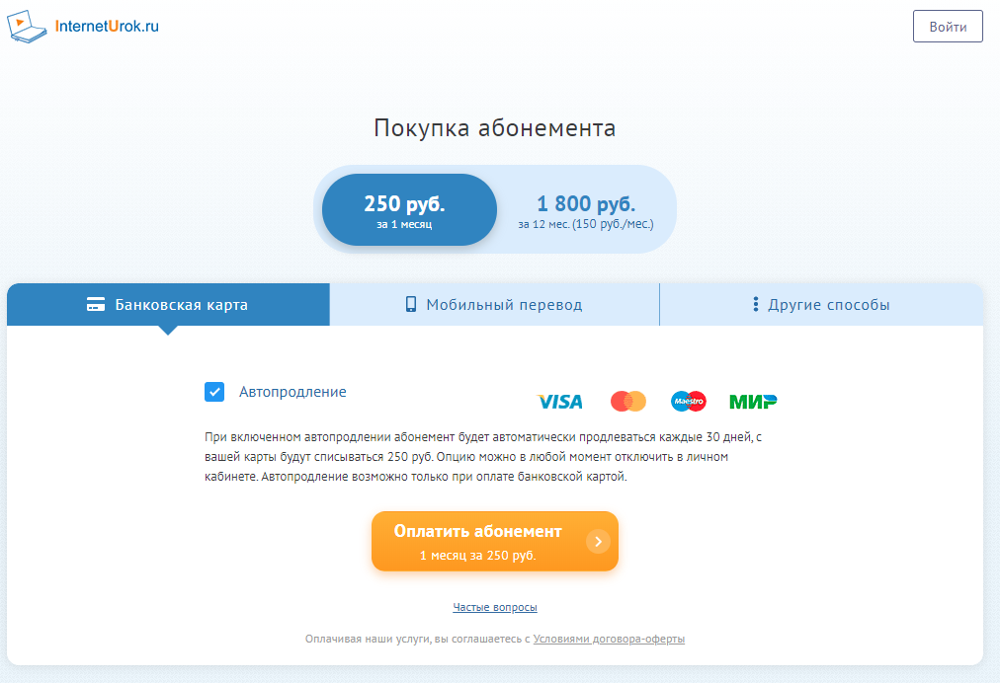 InternetUrok.ru
Войти
Покупка абонемента
250 руб.
за 1 месяц
1 800 руб.
за 12 мес. (150 руб./мес.)
Банковская карта
Мобильный перевод
Другие способы
Автопродление
VISA
Maestro
МИР
При включенном автопродлении абонемент будет автоматически продлеваться каждые 30 дней, с
вашей карты будут списываться 250 руб. Опцию можно в любой момент отключить в личном
кабинете. Автопродление возможно только при оплате банковской картой.
Оплатить абонемент
1 месяц за 250 руб.
Частые вопросы
Оплачивая наши услуги, вы соглашаетесь с Условиями договора-оферты